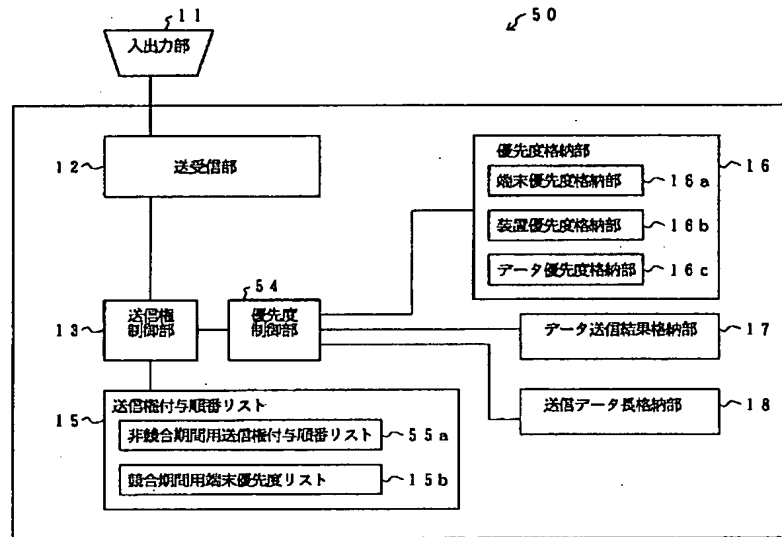 11
50
入出力部
12
送受信部
優先度格納部
16
端末優先度格納部
16a
装置優先度格納部
16b
データ優先度格納部
16c
54
13
送信権
制御部
優先度
制御部
データ送信結果格納部
17
15
送信権付与順番リスト
送信データ長格納部
18
非競合期間用送信権付与順番リスト
55a
競合期間用端末優先度リスト
15b